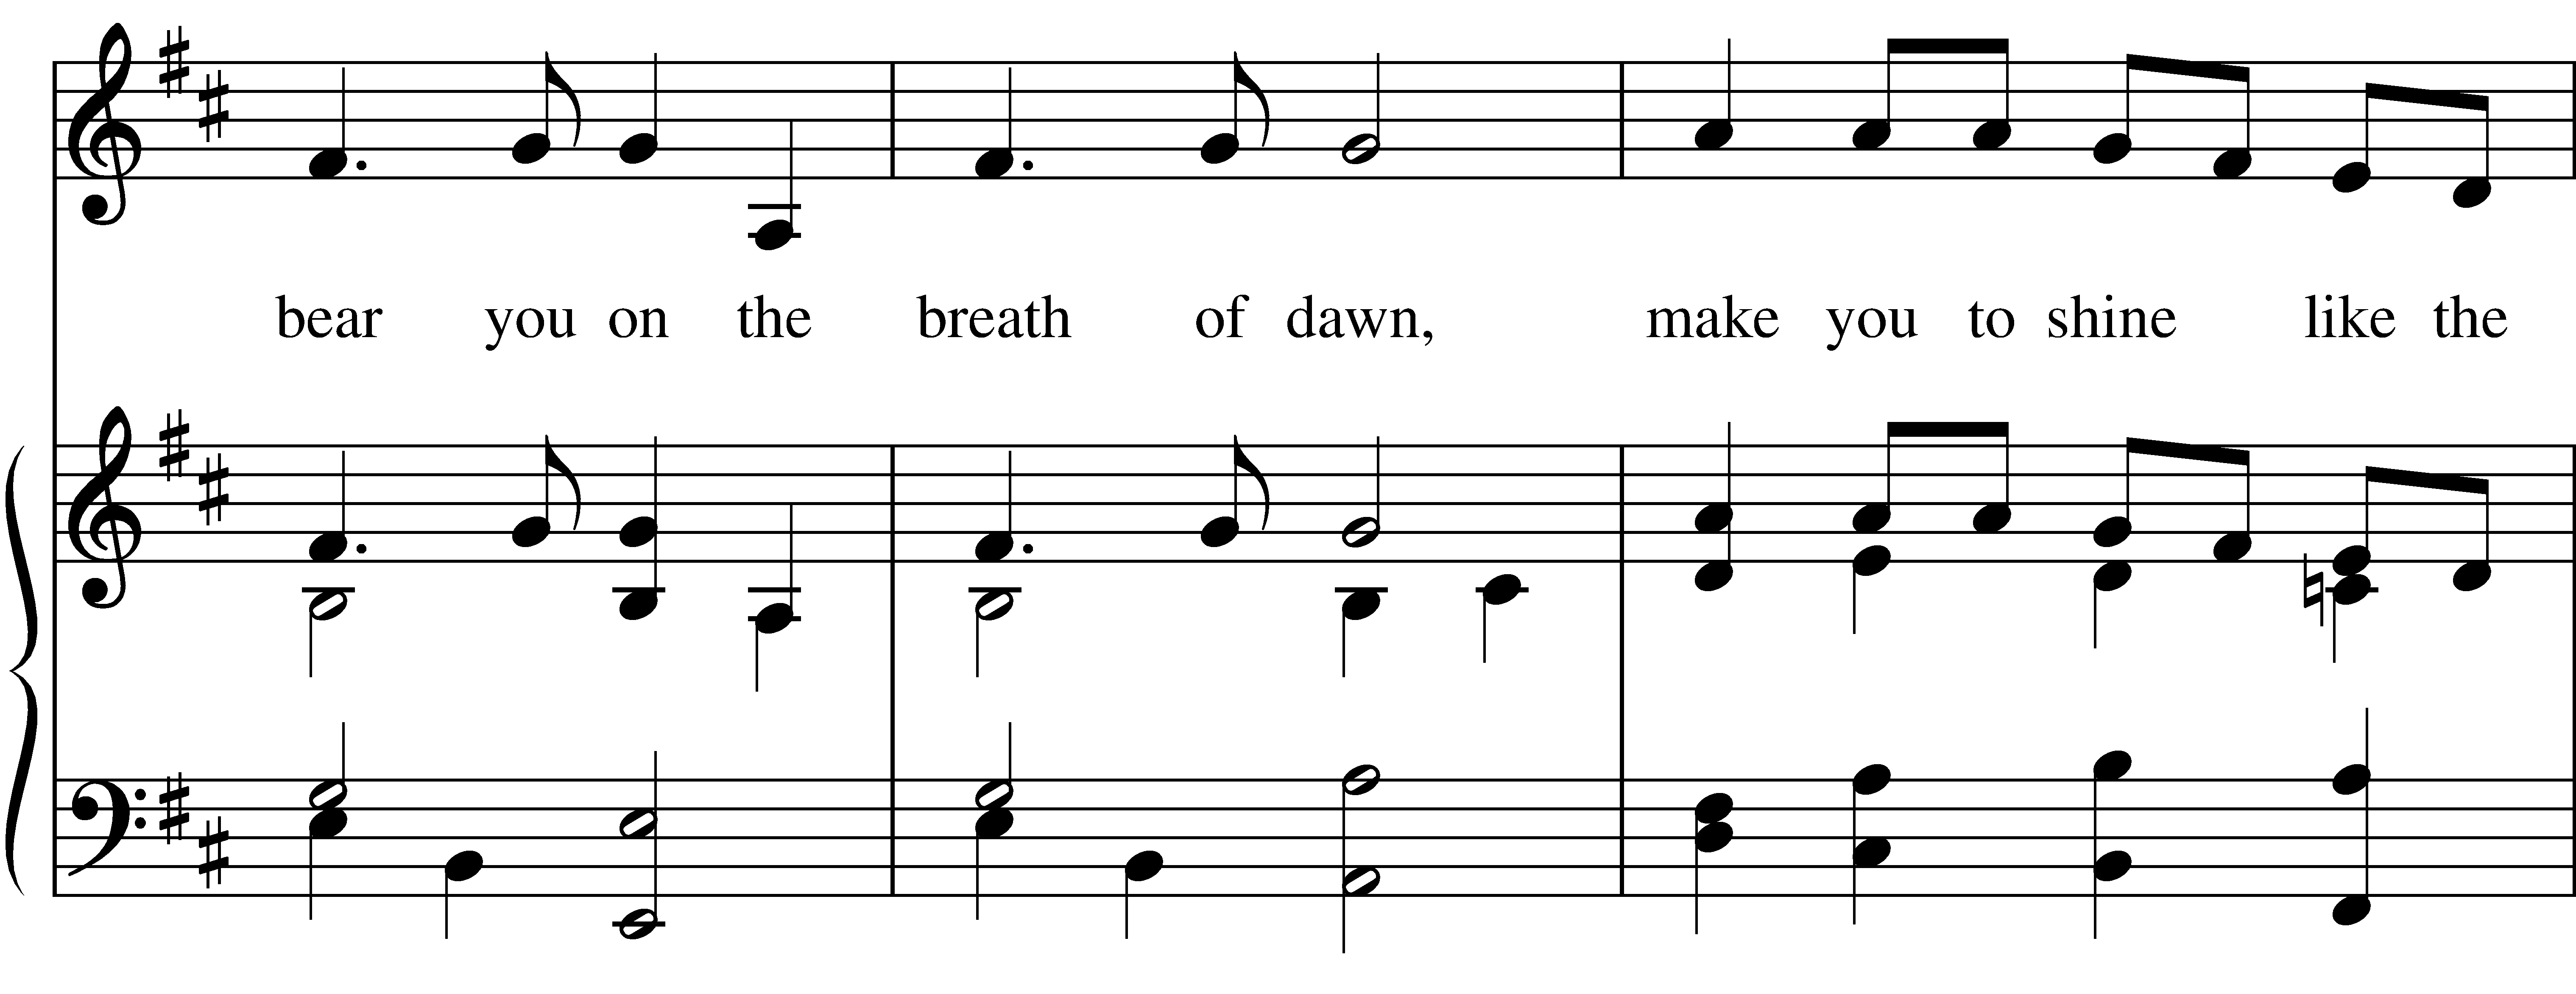 bear you on the breath of dawn, make you to shine like the